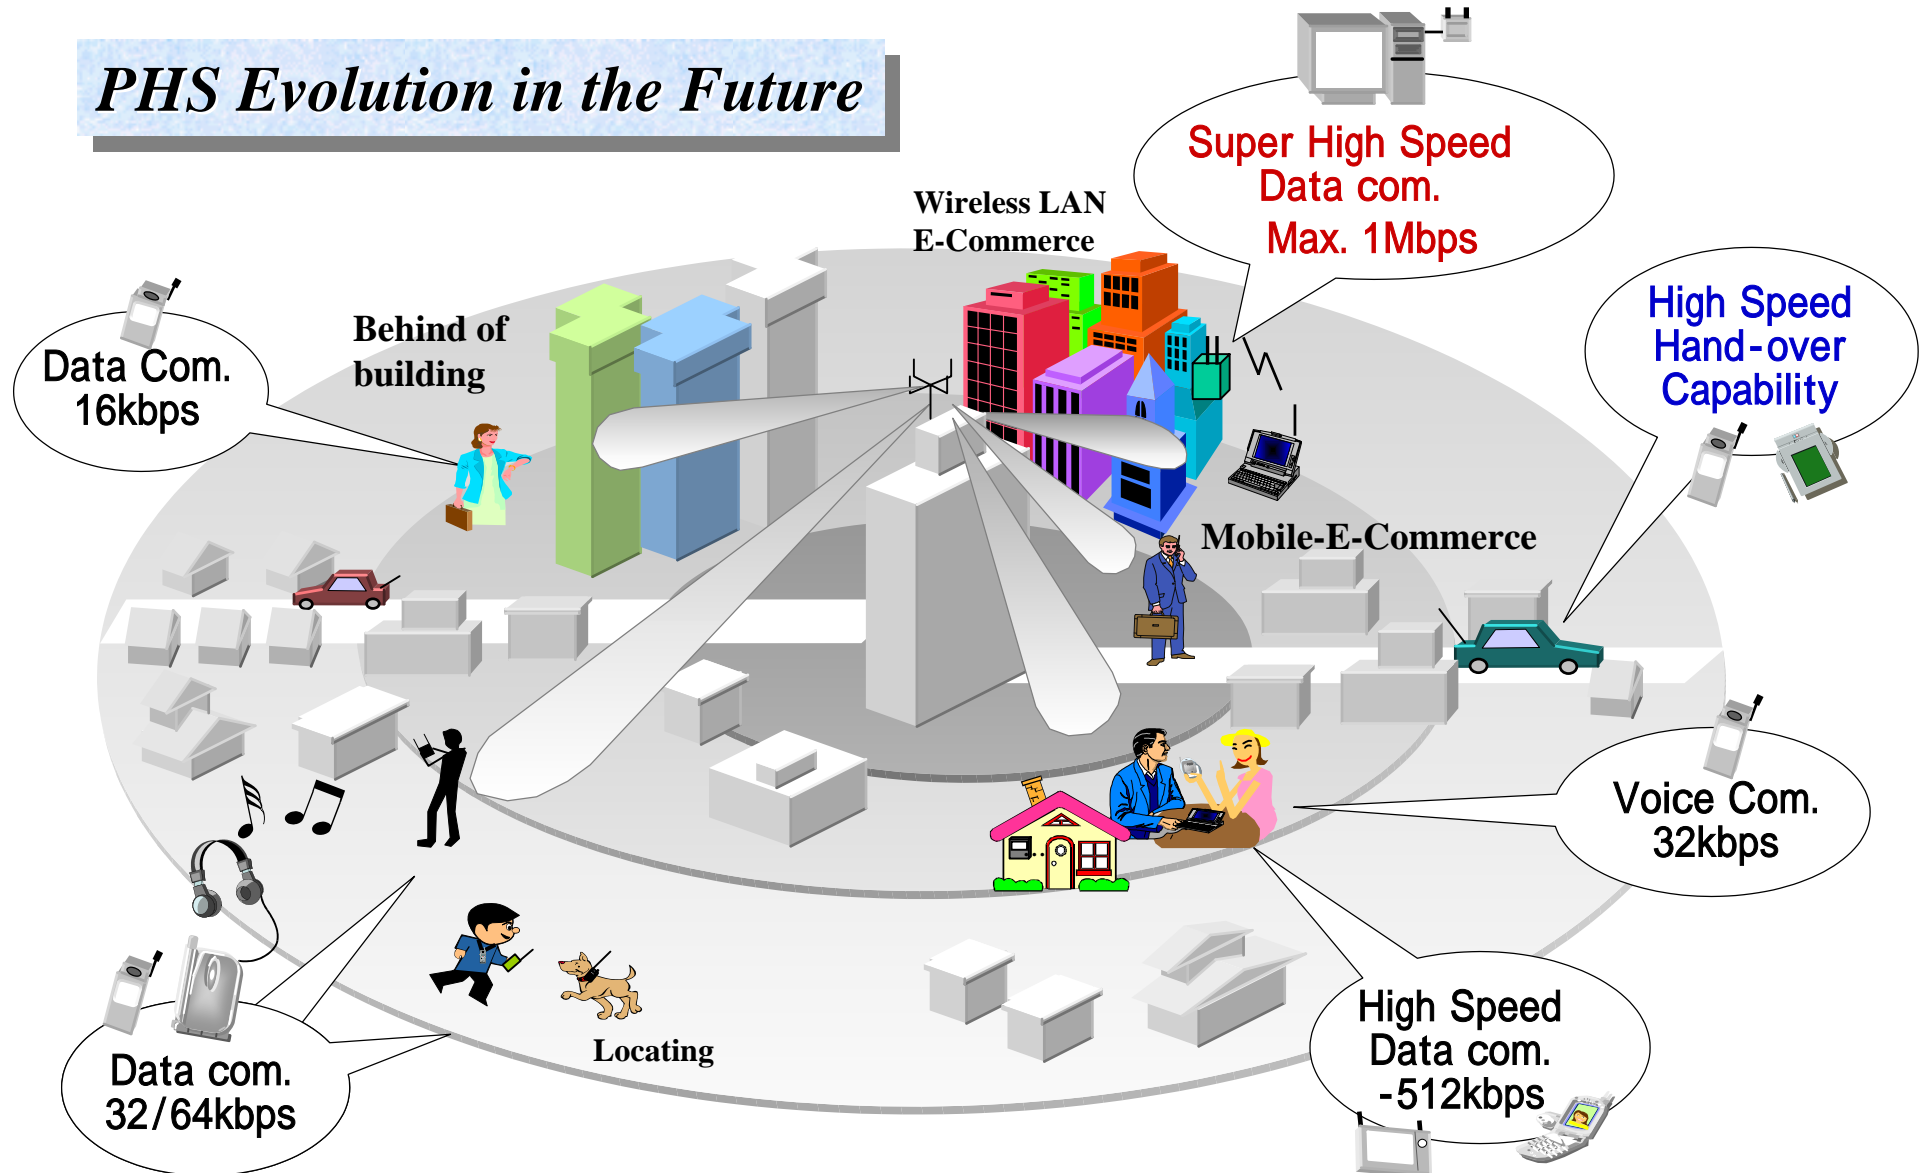 PHS Evolution in the Future
Super High Speed
Data com.
Max. 1Mbps
Wireless LAN
E-Commerce
High Speed
Hand-over
Capability
Behind of
building
Data Com.
16kbps
Mobile-E-Commerce
Voice Com.
32kbps
High Speed
Data com.
-512kbps
Locating
Data com.
32/64kbps